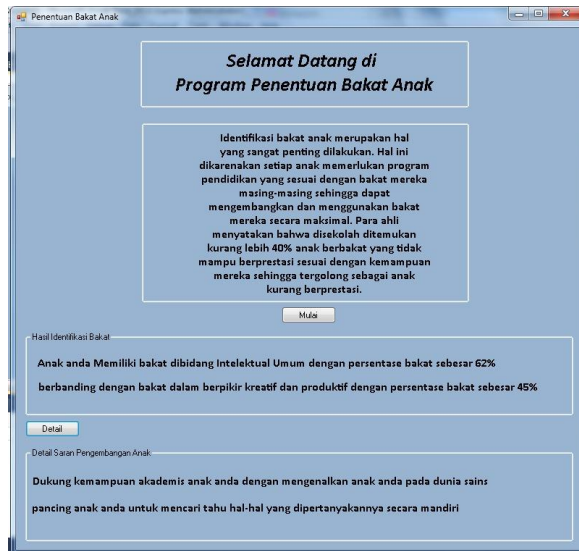 Penentuan Bakat Anak
Selamat Datang di
Program Penentuan Bakat Anak
Identifikasi bakat anak merupakan hal
yang sangat penting dilakukan. Hal ini
dikarenakan setiap anak memerlukan program
pendidikan yang sesuai dengan bakat mereka
masing-masing sehingga dapat
mengembangkan dan menggunakan bakat
mereka secara maksimal. Para ahli
menyatakan bahwa disekolah ditemukan
kurang lebih 40% anak berbakat yang tidak
mampu berprestasi sesuai dengan kemampuan
mereka sehingga tergolong sebagai anak
kurang berprestasi.
Mulai
Hasil Identifikasi Bakat
Anak anda Memiliki bakat dibidang Intelektual Umum dengan persentase bakat sebesar 62%
berbanding dengan bakat dalam berpikir kreatif dan produktif dengan persentase bakat sebesar 45%
Detail
Detail Saran Pengembangan Anak
Dukung kemampuan akademis anak anda dengan mengenalkan anak anda pada dunia sains
pancing anak anda untuk mencari tahu hal-hal yang dipertanyakannya secara mandiri